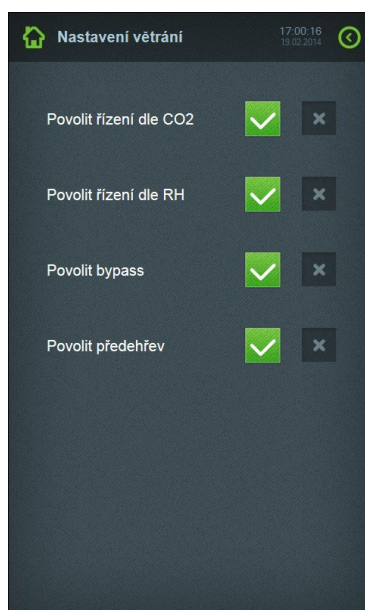 Nastavení větrání
17:00:16
19.02.2014
Povolit řízení dle CO2
Povolit řízení dle RH
Povolit bypass
Povolit předehřev